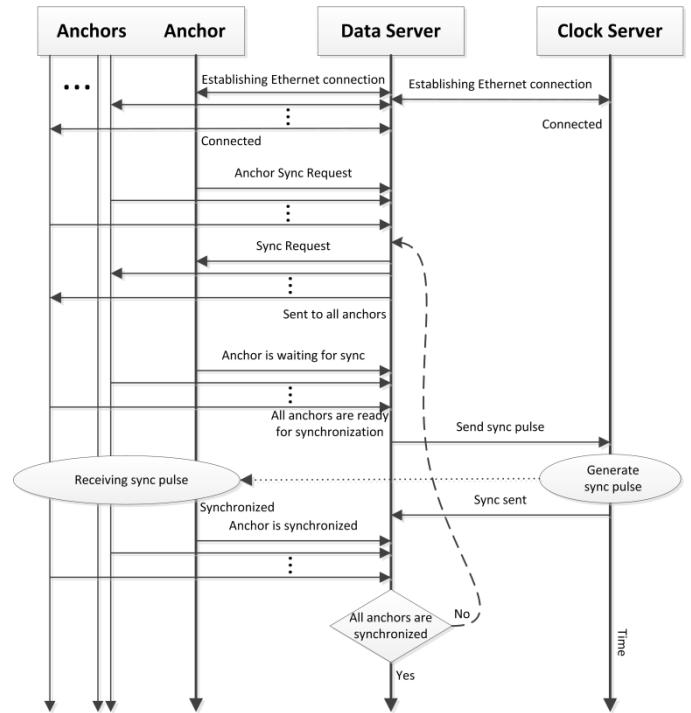 Anchors
Anchor
Data Server
Clock Server
Establishing Ethernet connection
Establishing Ethernet connection
Connected
Connected
Anchor Sync Request
Sync Request
Sent to all anchors
Anchor is waiting for sync
All anchors are ready
for synchronization
Send sync pulse
Receiving sync pulse
Generate
sync pulse
Synchronized
Sync sent
Anchor is synchronized
All anchors are
synchronized
No
Yes
Time